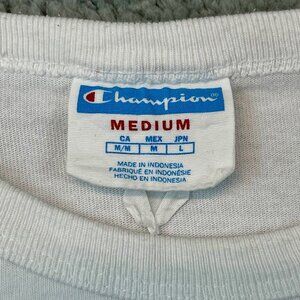 Champion
MEDIUM
CA MEX JPN
M/M M L
MADE IN INDONESIA
FABRIQUÉ EN INDONÉSIE
HECHO EN INDONESIA